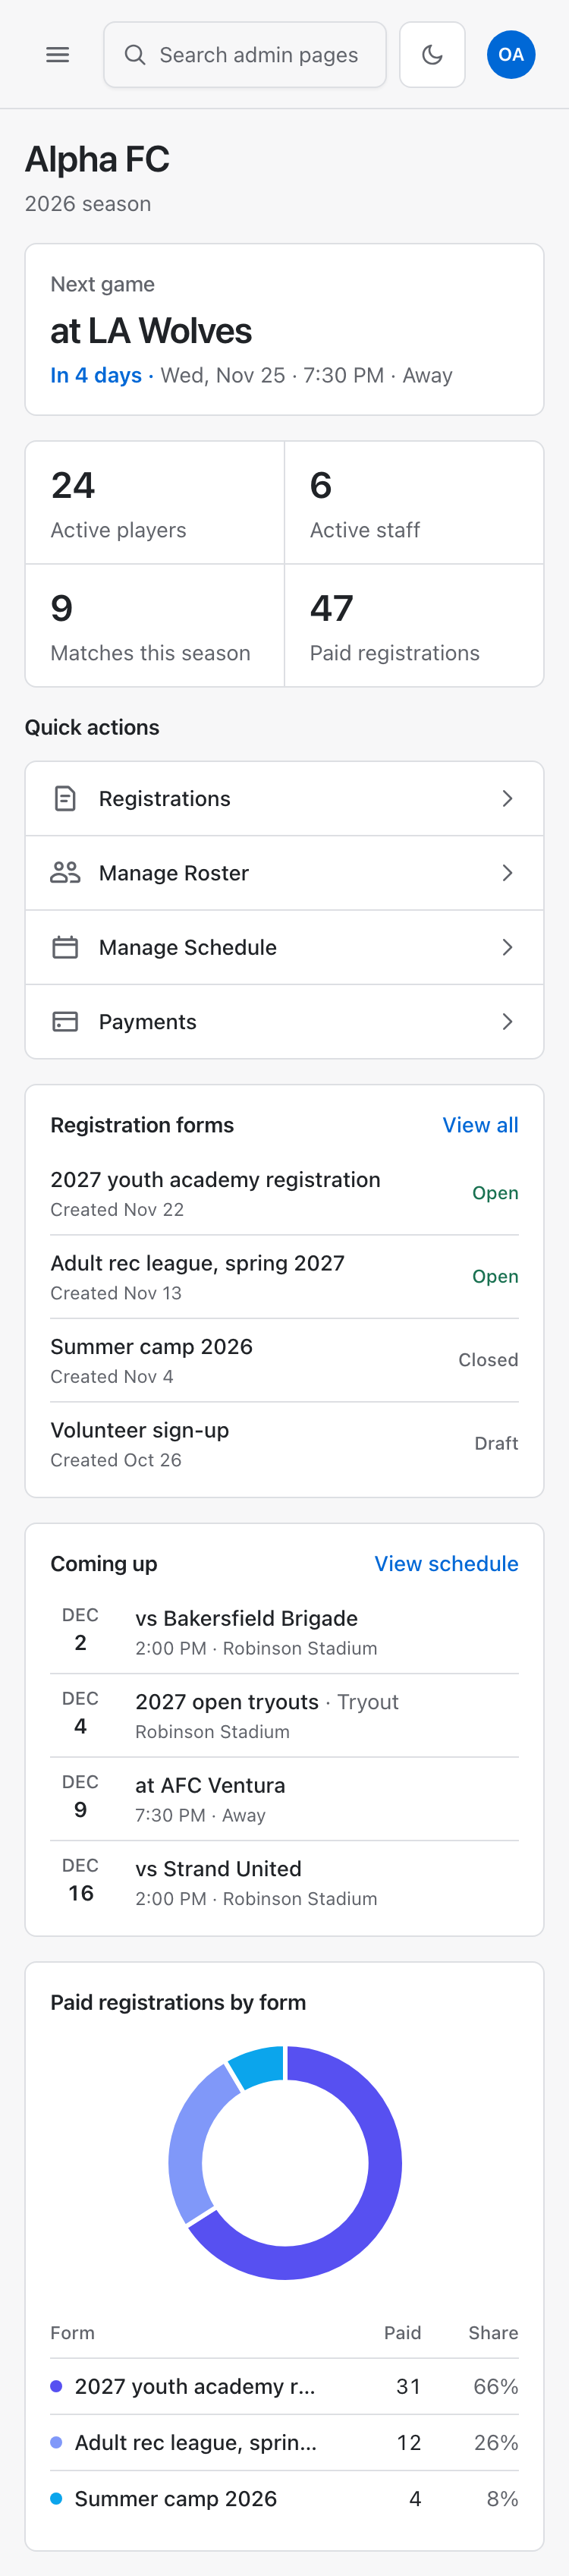 Search admin pages
OA
Alpha FC
2026 season
Next game
at LA Wolves
In 4 days · Wed, Nov 25 · 7:30 PM · Away
24
Active players
6
Active staff
9
Matches this season
47
Paid registrations
Quick actions
Registrations
Manage Roster
Manage Schedule
Payments
Registration forms
View all
2027 youth academy registration
Created Nov 22
Open
Adult rec league, spring 2027
Created Nov 13
Open
Summer camp 2026
Created Nov 4
Closed
Volunteer sign-up
Created Oct 26
Draft
Coming up
View schedule
DEC
2
vs Bakersfield Brigade
2:00 PM · Robinson Stadium
DEC
4
2027 open tryouts · Tryout
Robinson Stadium
DEC
9
at AFC Ventura
7:30 PM · Away
DEC
16
vs Strand United
2:00 PM · Robinson Stadium
Paid registrations by form
Form Paid Share
2027 youth academy r... 31 66%
Adult rec league, sprin... 12 26%
Summer camp 2026 4 8%